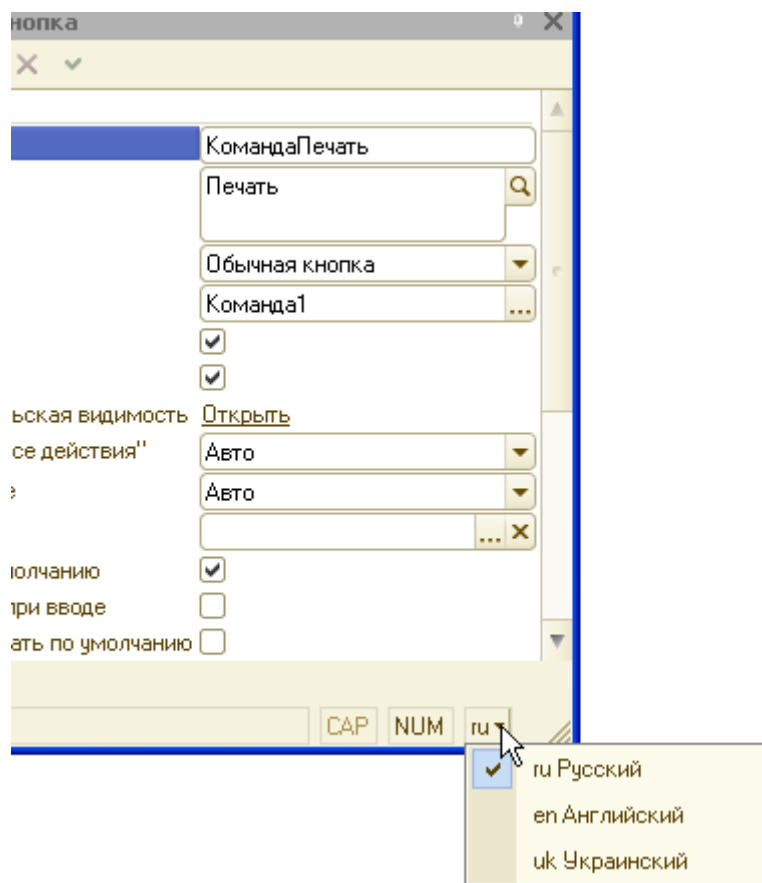 нопка
КомандаПечать
Печать
Обычная кнопка
Команда1
...
ьская видимость Открыть
се действия" Авто
е Авто
...
олчанию
при вводе
ать по умолчанию
CAP NUM ru
ru Русский
en Английский
uk Украинский